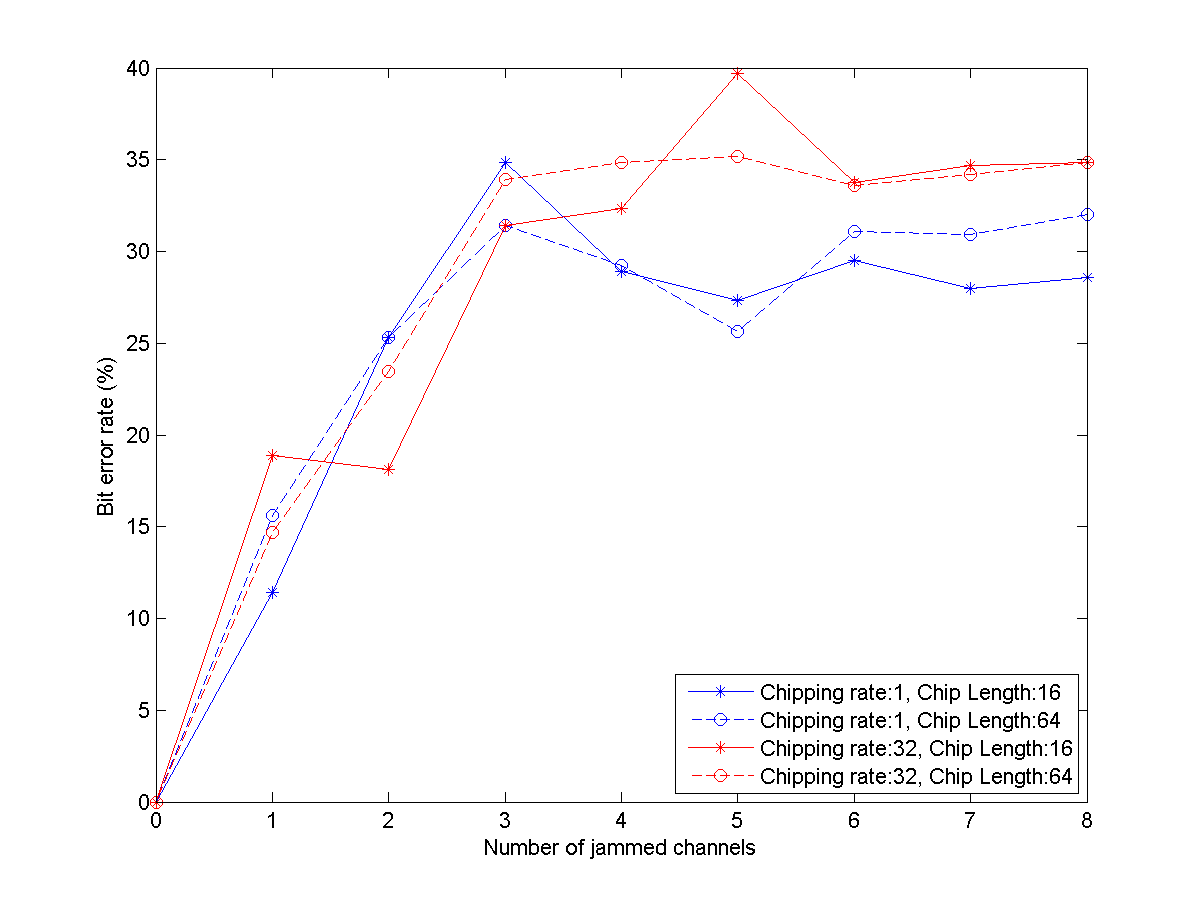 40
35
30
25
20
15
10
5
0
Bit error rate (%)
0 1 2 3 4 5 6 7 8
Number of jammed channels
Chipping rate:1, Chip Length:16
Chipping rate:1, Chip Length:64
Chipping rate:32, Chip Length:16
Chipping rate:32, Chip Length:64